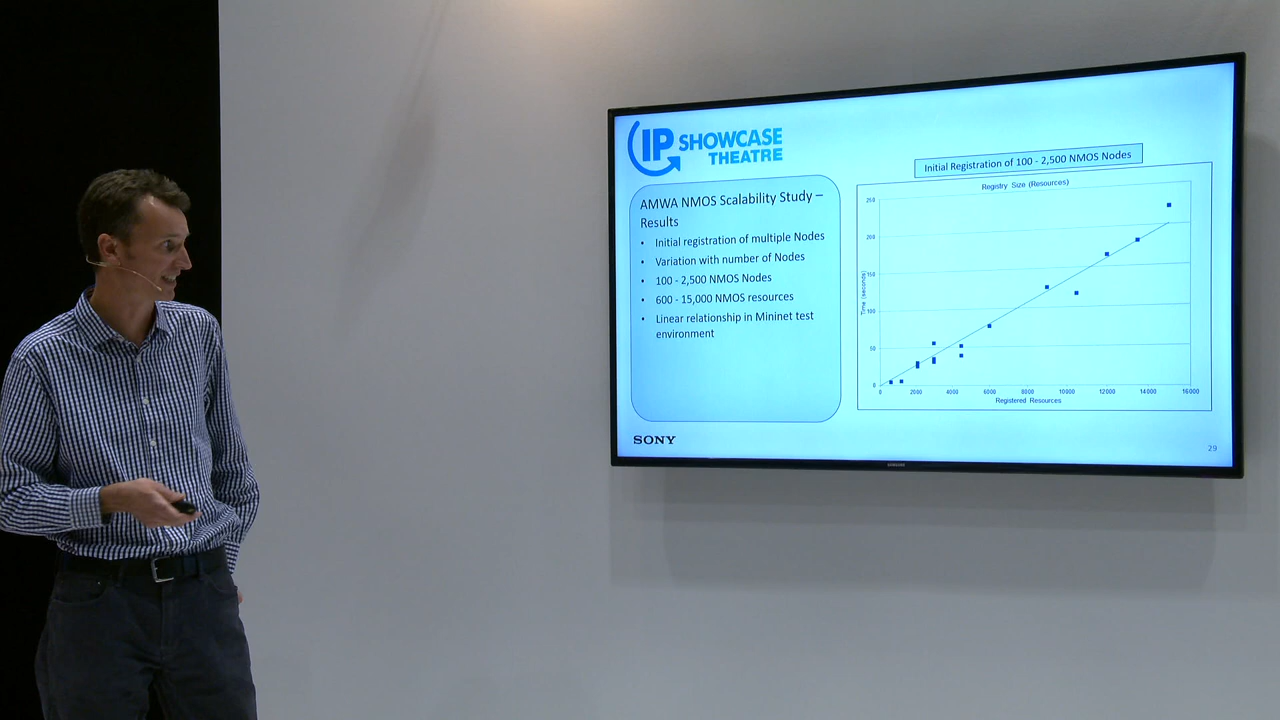 IP SHOWCASE
THEATRE
AMWA NMOS Scalability Study –
Results
• Initial registration of multiple Nodes
• Variation with number of Nodes
• 100 - 2,500 NMOS Nodes
• 600 - 15,000 NMOS resources
• Linear relationship in Mininet test
environment
SONY
Initial Registration of 100 - 2,500 NMOS Nodes
Registry Size (Resources)
250
200
150
100
50
0
Time (seconds)
0 2000 4000 6000 8000 10000 12000 14000 16000
Registered Resources
29
SAMSUNG